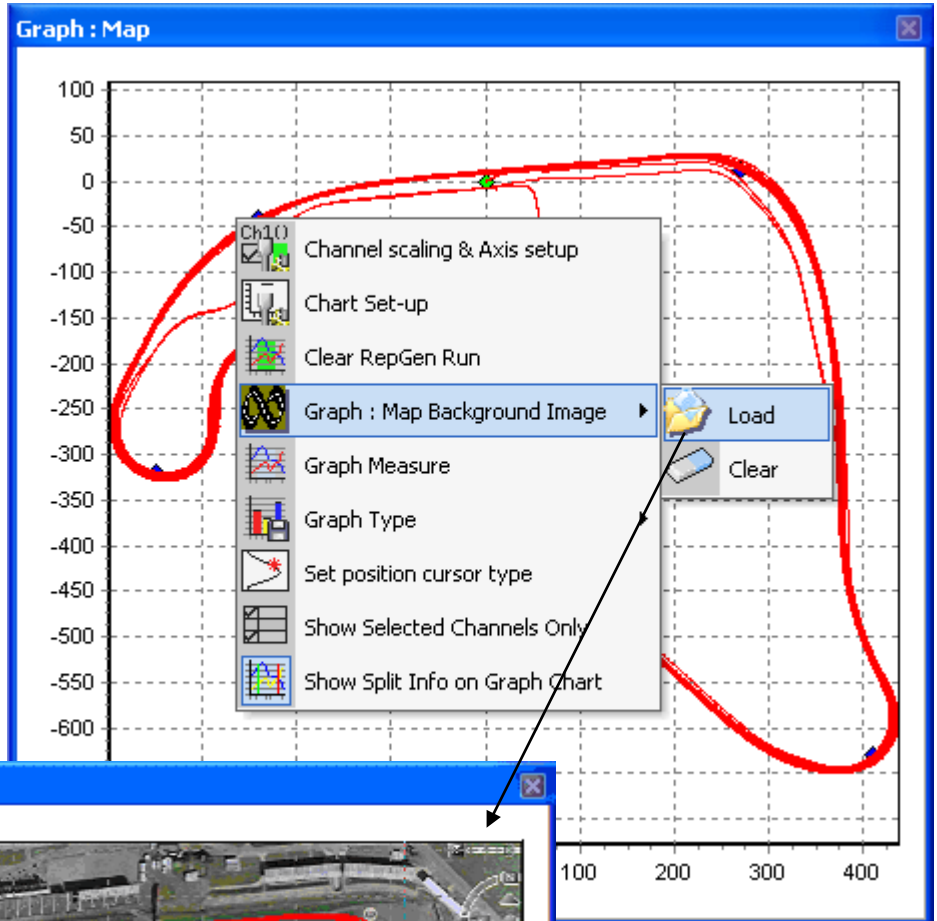 Graph : Map
100
50
0
-50
-100
-150
-200
-250
-300
-350
-400
-450
-500
-550
-600
Ch1()
Channel scaling & Axis setup
Chart Set-up
Clear RepGen Run
Graph : Map Background Image
Load
Clear
Graph Measure
Graph Type
Set position cursor type
Show Selected Channels Only
Show Split Info on Graph Chart
100 200 300 400